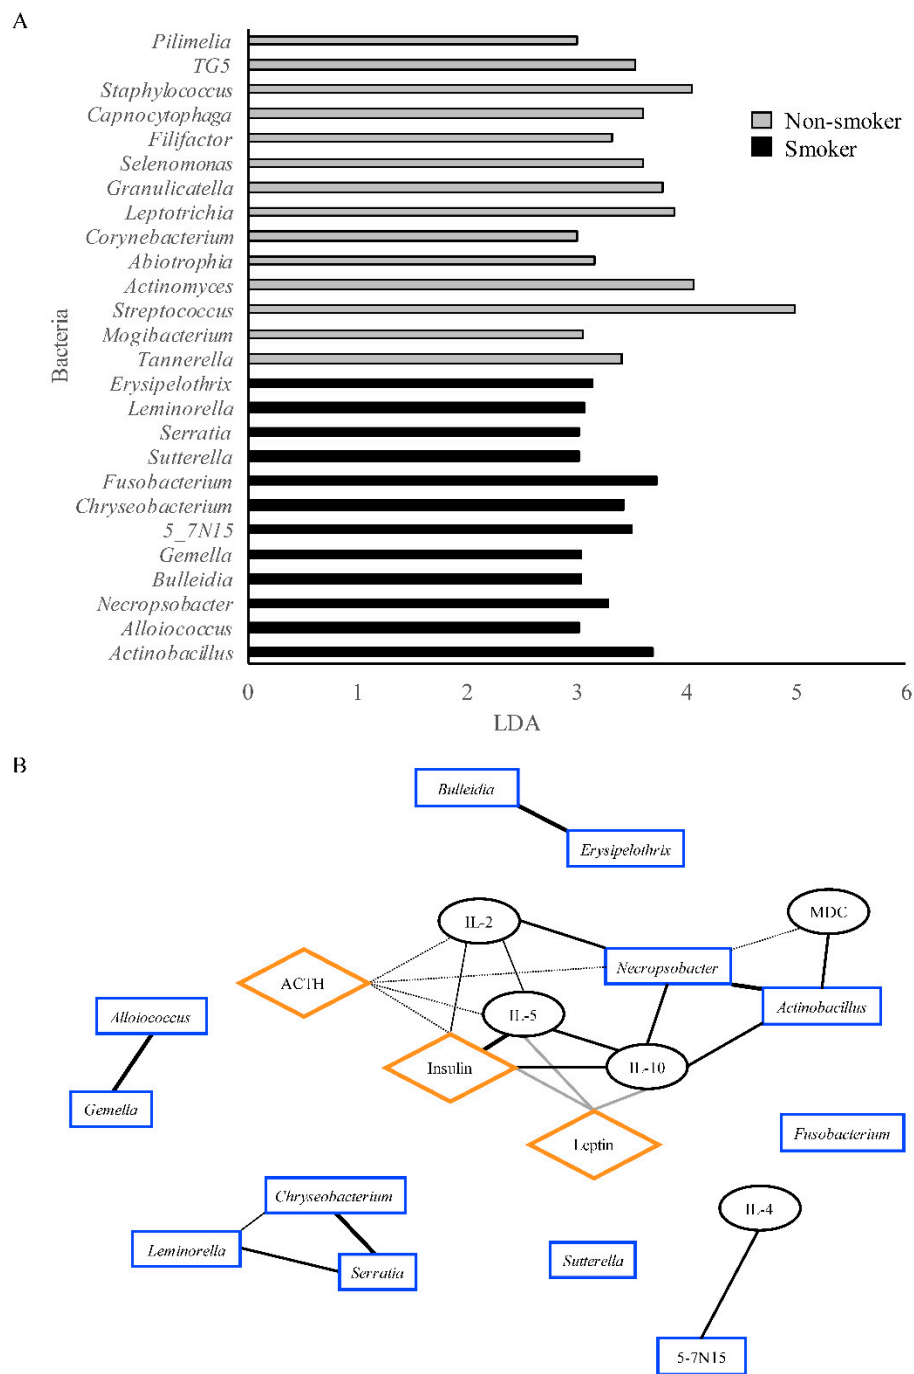 A
Pilimelia
TG5
Staphylococcus
Capnocytophaga
Filifactor
Selenomonas
Granulicatella
Leptotrichia
Corynebacterium
Abiotrophia
Actinomyces
Streptococcus
Mogibacterium
Tannerella
Erysipelothrix
Leminorella
Serratia
Sutterella
Fusobacterium
Chryseobacterium
5_7N15
Gemella
Bulleidia
Necropsobacter
Alloiococcus
Actinobacillus
Bacteria
Non-smoker
Smoker
0 1 2 3 4 5 6
LDA
B
Bulleidia
Erysipelothrix
IL-2
MDC
Necropsobacter
ACTH
Actinobacillus
Alloiococcus
IL-5
Insulin
IL-10
Gemella
Leptin
Fusobacterium
Chryseobacterium
IL-4
Leminorella
Sutterella
Serratia
5-7N15